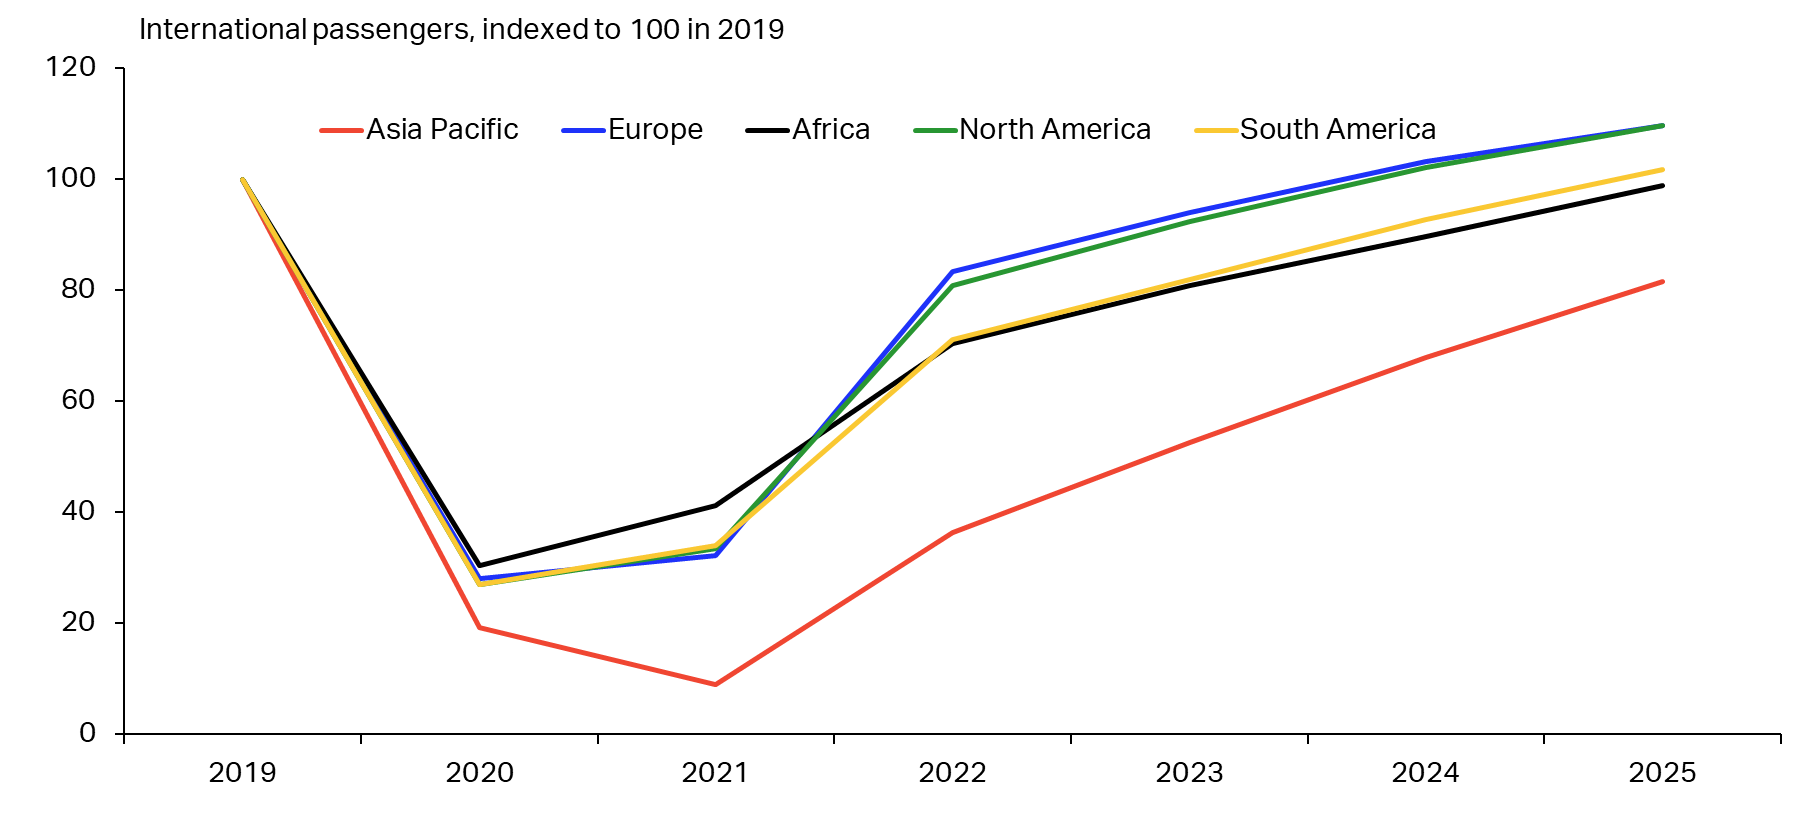 International passengers, indexed to 100 in 2019
120
Asia Pacific Europe Africa North America South America
100
80
60
40
20
0
2019 2020 2021 2022 2023 2024 2025